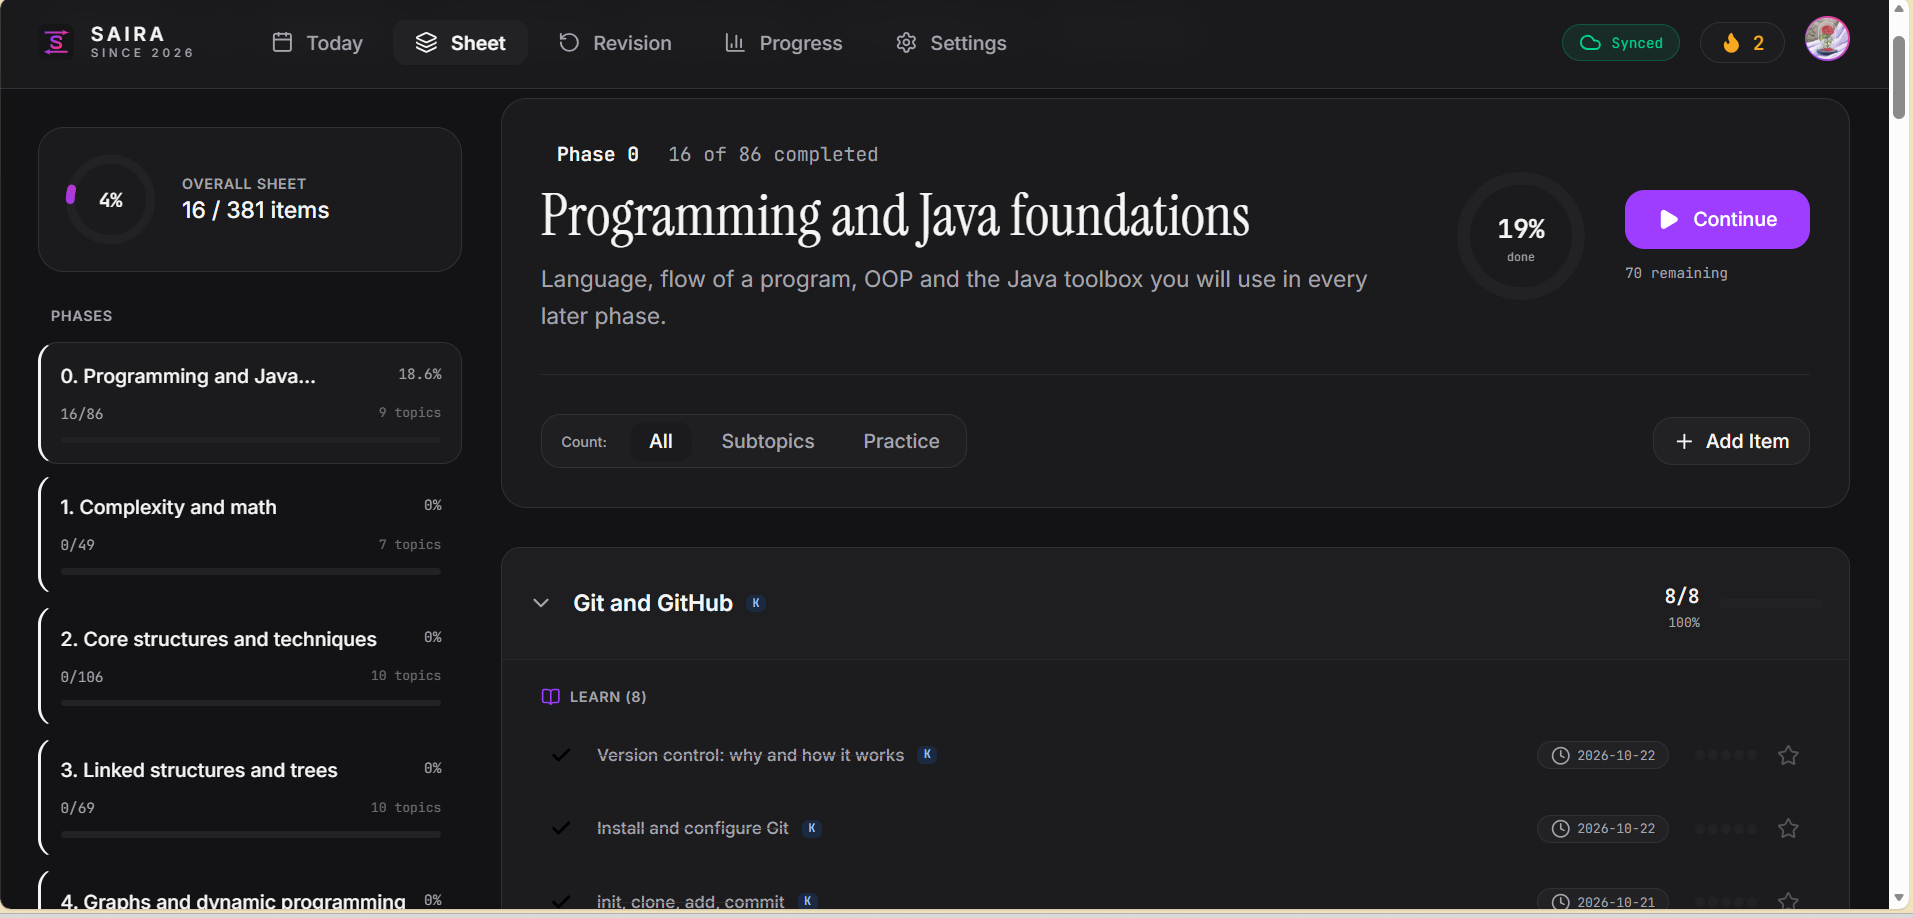 SAIRA
SINCE 2026
Today
Sheet
Revision
Progress
Settings
Synced
2
4%
OVERALL SHEET
16 / 381 items
PHASES
0. Programming and Java...
18.6%
16/86
9 topics
1. Complexity and math
0%
0/49
7 topics
2. Core structures and techniques
0%
0/106
10 topics
3. Linked structures and trees
0%
0/69
10 topics
4. Graphs and dynamic programming
0%
Phase 0
16 of 86 completed
Programming and Java foundations
Language, flow of a program, OOP and the Java toolbox you will use in every
later phase.
19%
done
Continue
70 remaining
Count:
All
Subtopics
Practice
+ Add Item
Git and GitHub
K
8/8
100%
LEARN (8)
Version control: why and how it works
K
2026-10-22
Install and configure Git
K
2026-10-22
init, clone, add, commit
K
2026-10-21